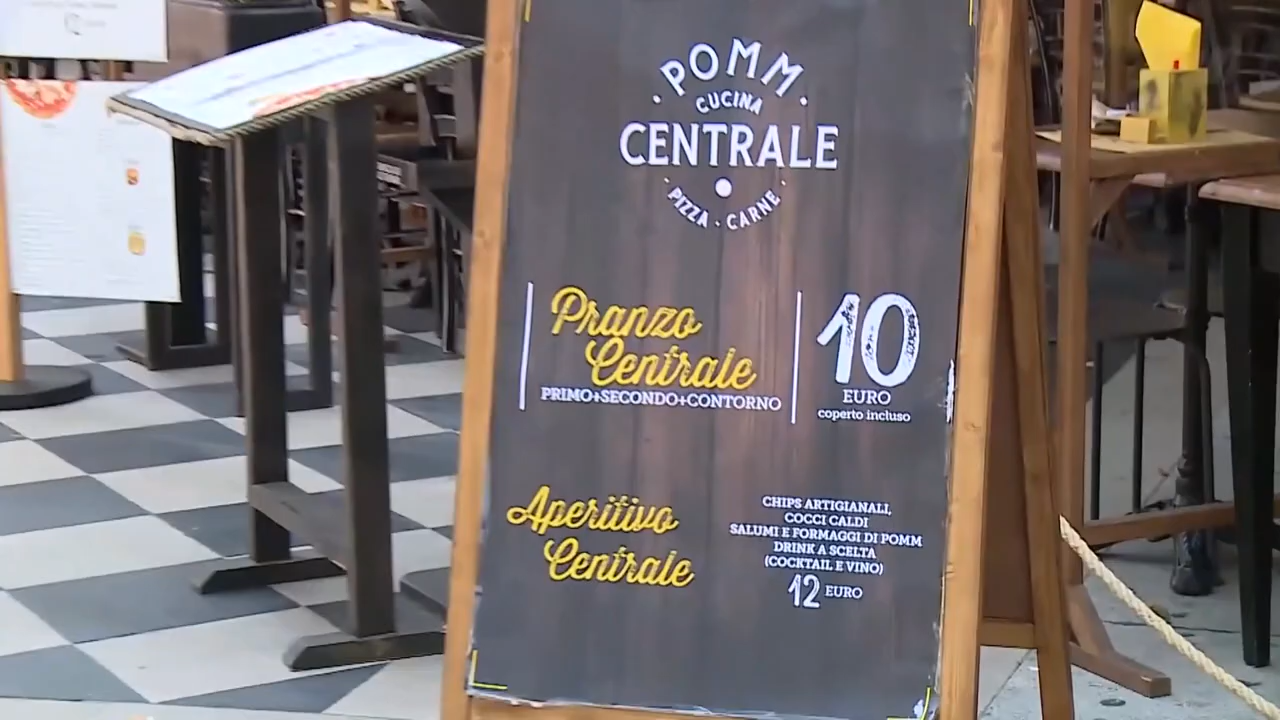 POMM
CUCINA
CENTRALE
PIZZA · CARNE
Pranzo
Centrale
PRIMO+SECONDO+CONTORNO
10
EURO
coperto incluso
Aperitivo
Centrale
CHIPS ARTIGIANALI,
COCCI CALDI
SALUMI E FORMAGGI DI POMM
DRINK A SCELTA
(COCKTAIL E VINO)
12 EURO